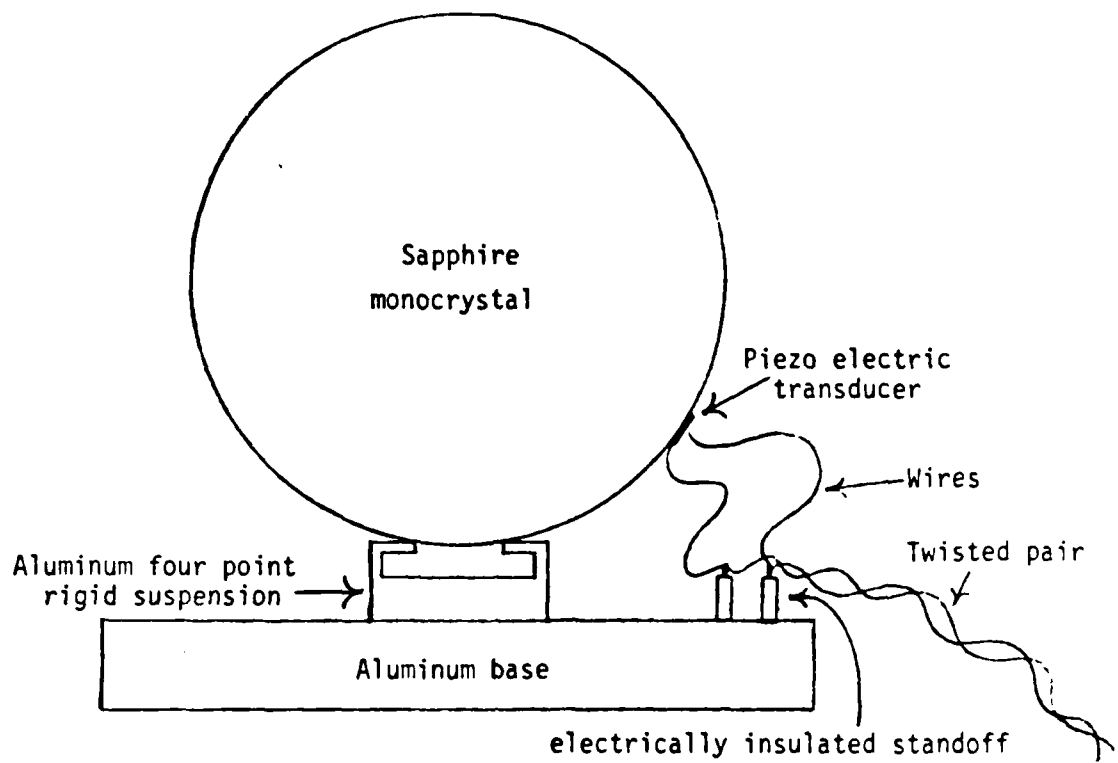 Sapphire
monocrystal
Piezo electric
transducer
Wires
Twisted pair
Aluminum four point
rigid suspension
Aluminum base
electrically insulated standoff